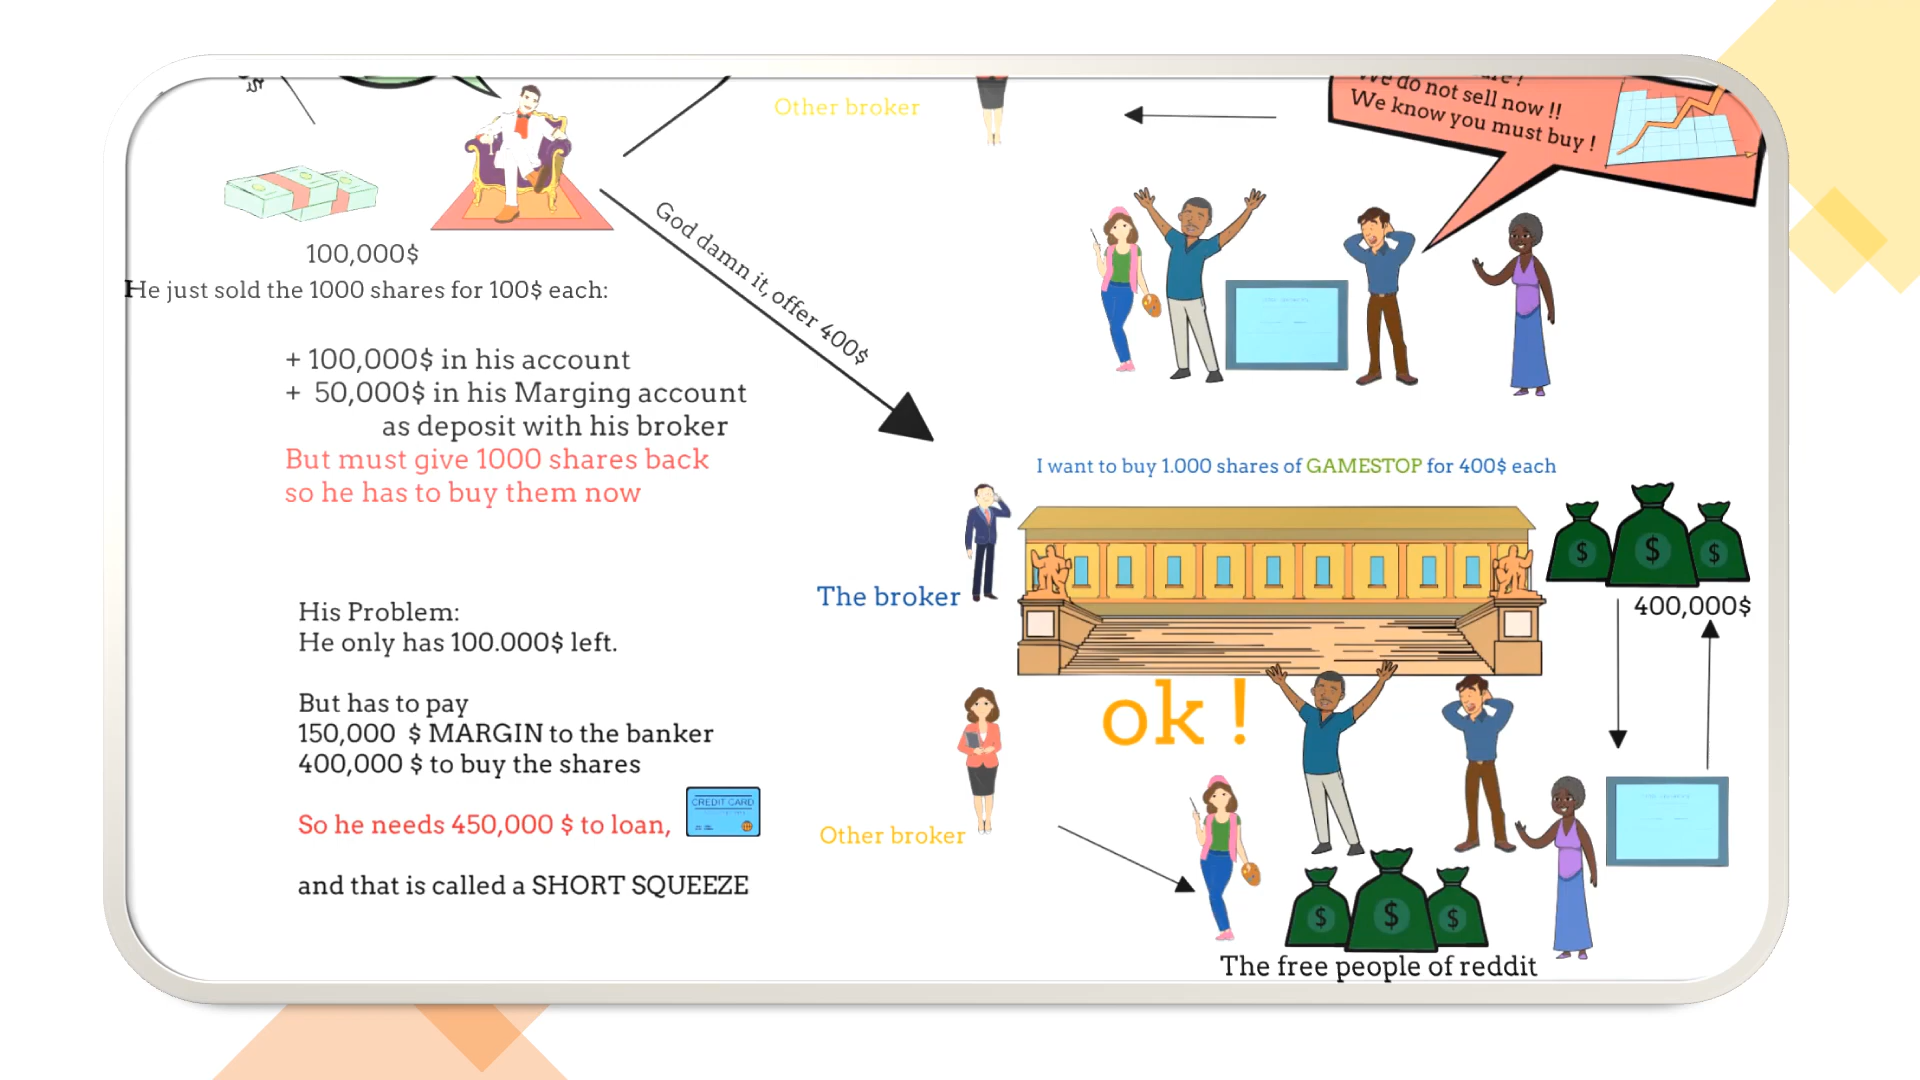 Other broker
We do not sell now !!
We know you must buy !
100,000$
He just sold the 1000 shares for 100$ each:
God damn it, offer 400$
+ 100,000$ in his account
+ 50,000$ in his Marging account
as deposit with his broker
But must give 1000 shares back
so he has to buy them now
I want to buy 1.000 shares of GAMESTOP for 400$ each
$ $ $
400,000$
The broker
His Problem:
He only has 100.000$ left.
ok !
But has to pay
150,000 $ MARGIN to the banker
400,000 $ to buy the shares
CREDIT CARD
So he needs 450,000 $ to loan,
Other broker
and that is called a SHORT SQUEEZE
$ $ $
The free people of reddit